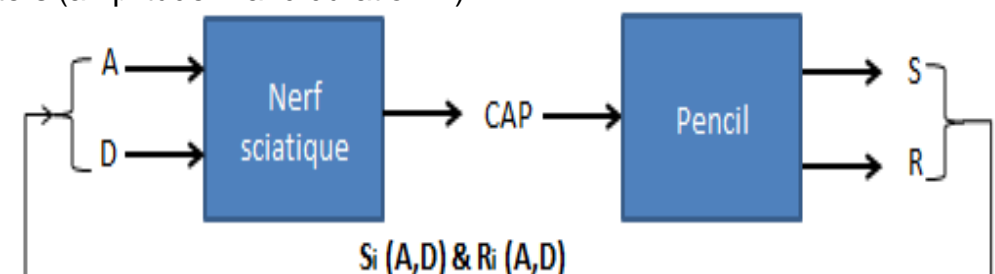 A
D
Nerf
sciatique
CAP
Pencil
S
R
Si (A,D) & Ri (A,D)